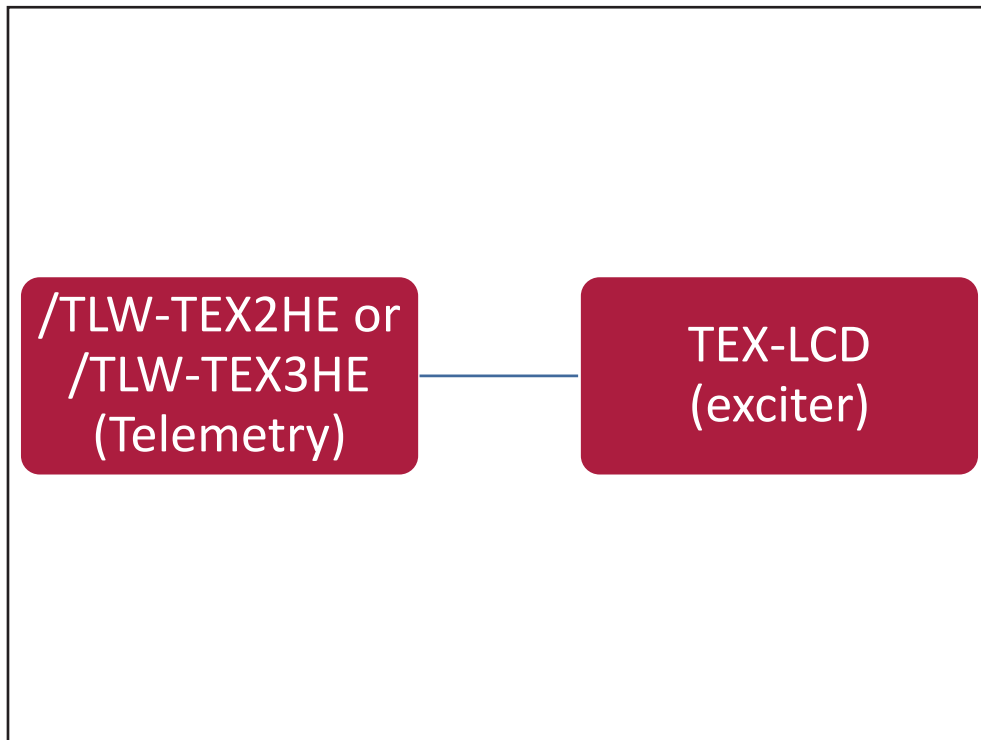 /TLW-TEX2HE or
/TLW-TEX3HE
(Telemetry)
TEX-LCD
(exciter)